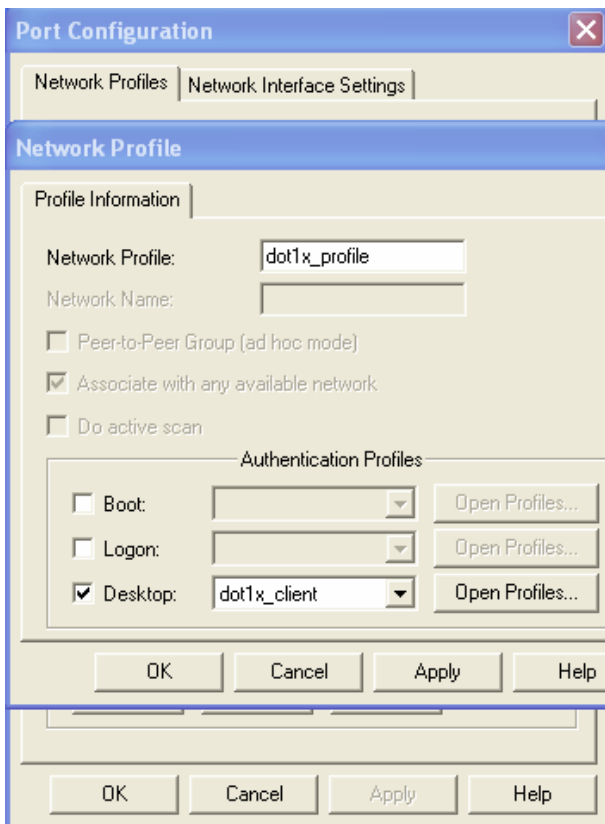 Port Configuration
Network Profiles Network Interface Settings
Network Profile
Profile Information
Network Profile: dot1x_profile
Network Name:
Peer-to-Peer Group (ad hoc mode)
Associate with any available network
Do active scan
Authentication Profiles
Boot: Open Profiles...
Logon: Open Profiles...
Desktop: dot1x_client Open Profiles...
OK Cancel Apply Help
OK Cancel Apply Help